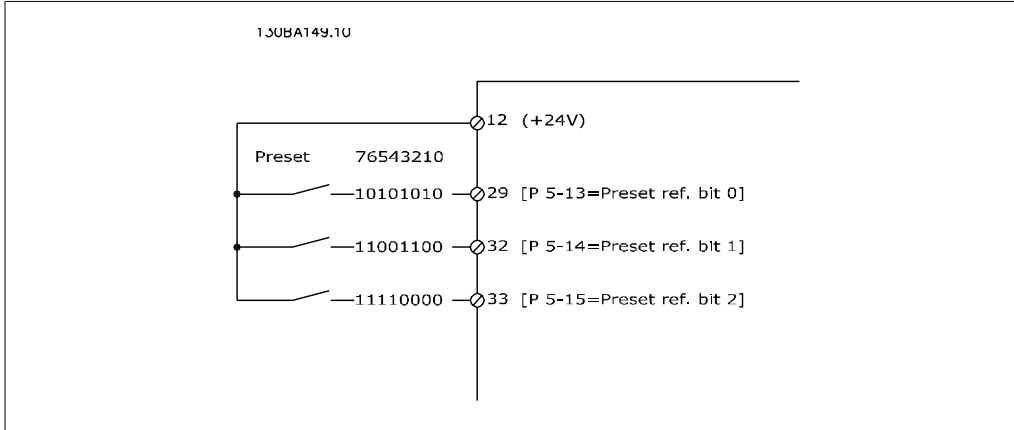 130BA149.10
12 (+24V)
Preset 76543210
10101010 29 [P 5-13=Preset ref. bit 0]
11001100 32 [P 5-14=Preset ref. bit 1]
11110000 33 [P 5-15=Preset ref. bit 2]